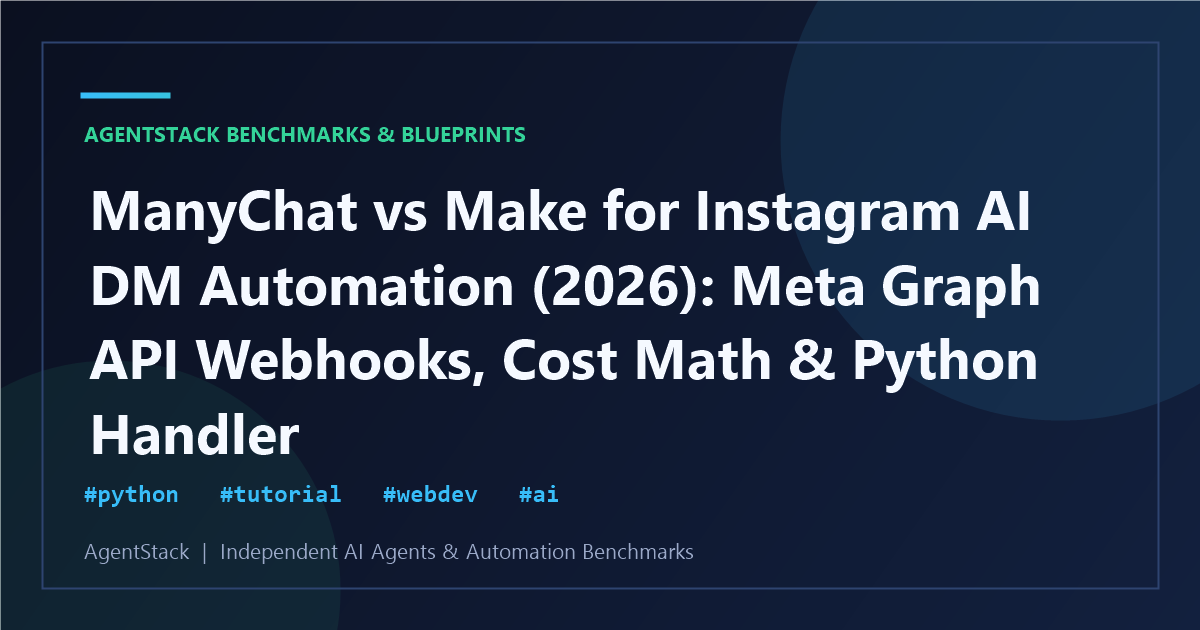 AGENTSTACK BENCHMARKS & BLUEPRINTS
ManyChat vs Make for Instagram AI
DM Automation (2026): Meta Graph
API Webhooks, Cost Math & Python
Handler
#python #tutorial #webdev #ai
AgentStack | Independent AI Agents & Automation Benchmarks